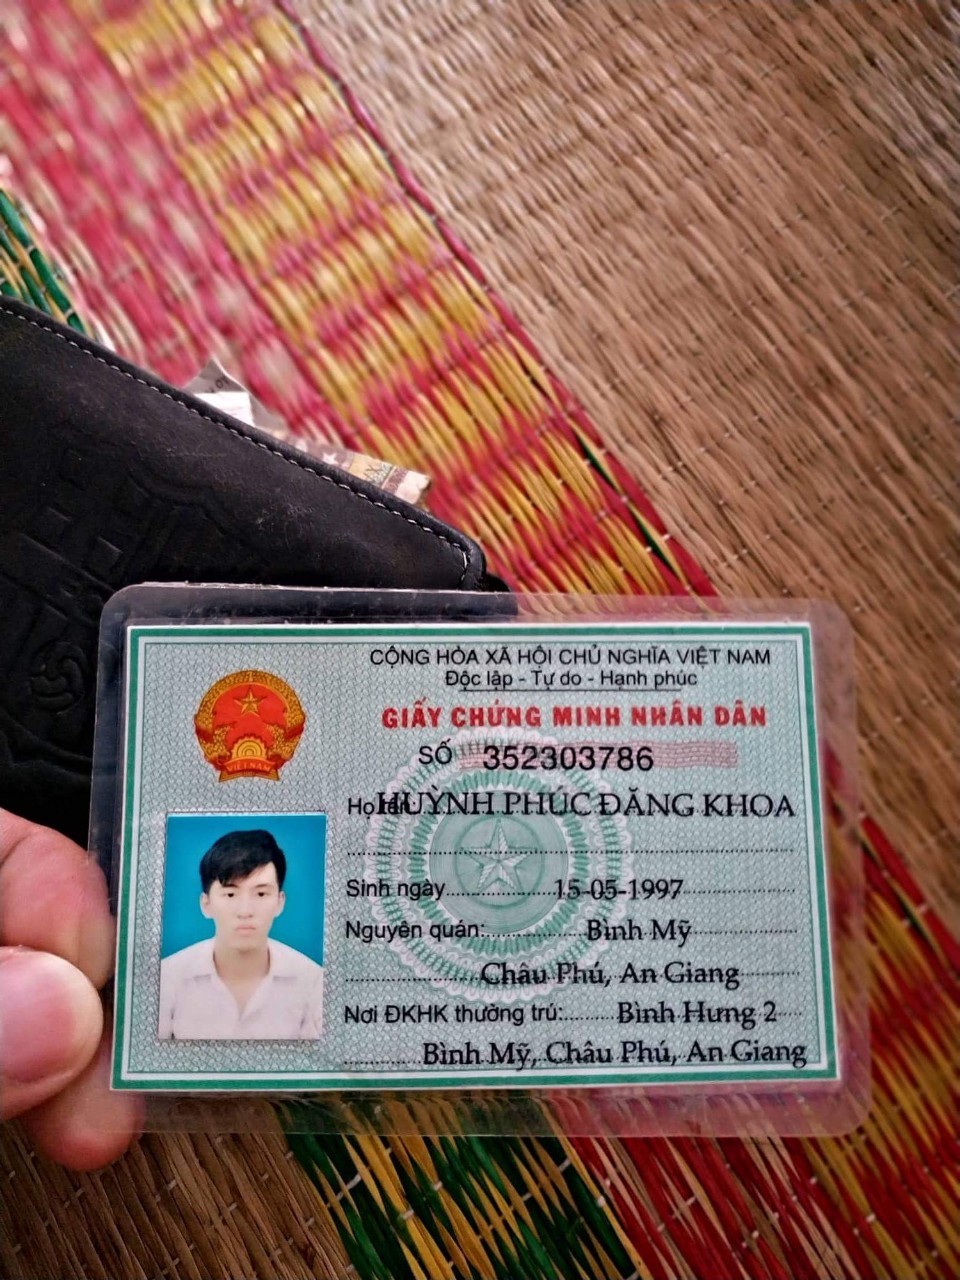 CỘNG HÒA XÃ HỘI CHỦ NGHĨA VIỆT NAM
Độc lập - Tự do - Hạnh phúc
GIẤY CHỨNG MINH NHÂN DÂN
SỐ 352303786
Họ tên HUỲNH PHÚC ĐĂNG KHOA
Sinh ngày 15-05-1997
Nguyên quán: Bình Mỹ
Châu Phú, An Giang
Nơi ĐKHK thường trú: Bình Hưng 2
Bình Mỹ, Châu Phú, An Giang
VIỆT NAM